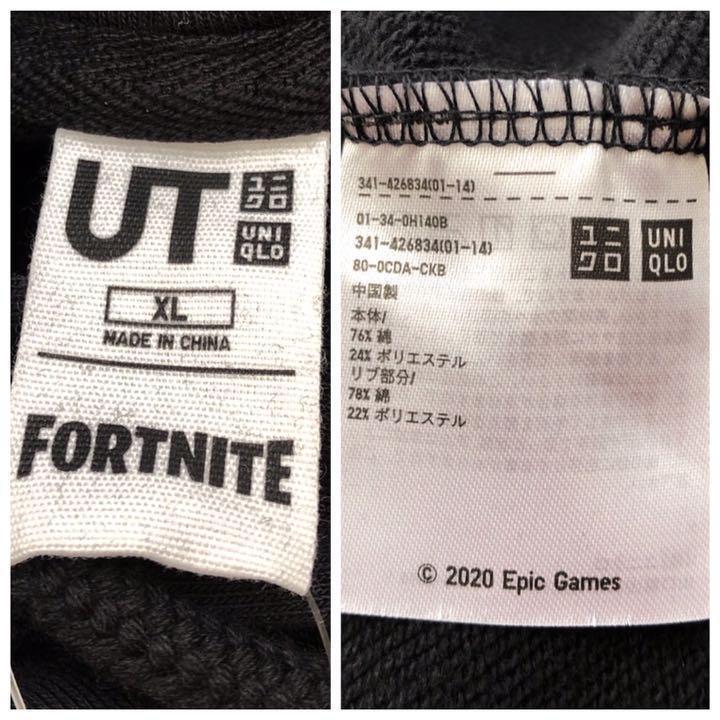 UT ユニ
クロ
UNI
QLO
XL
MADE IN CHINA
FORTNITE
341-426834(01-14)
01-34-0H140B
341-426834(01-14)
80-0CDA-CKB
ユニ
クロ
UNI
QLO
中国製
本体/
76% 綿
24% ポリエステル
リブ部分/
78% 綿
22% ポリエステル
© 2020 Epic Games